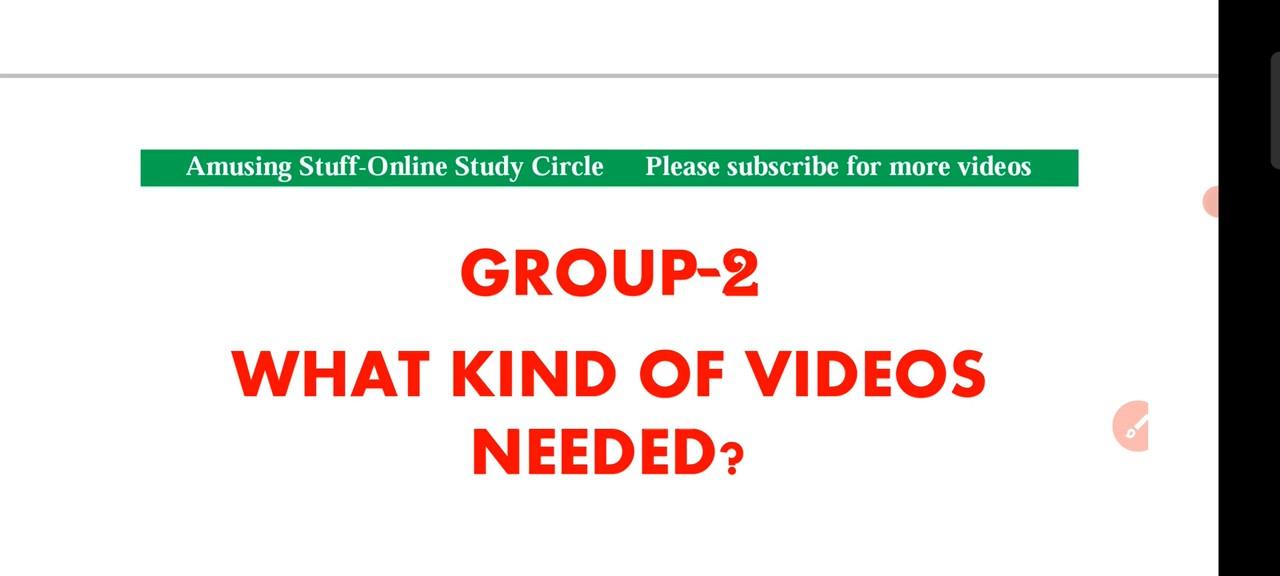 Amusing Stuff-Online Study Circle Please subscribe for more videos
GROUP-2
WHAT KIND OF VIDEOS
NEEDED?